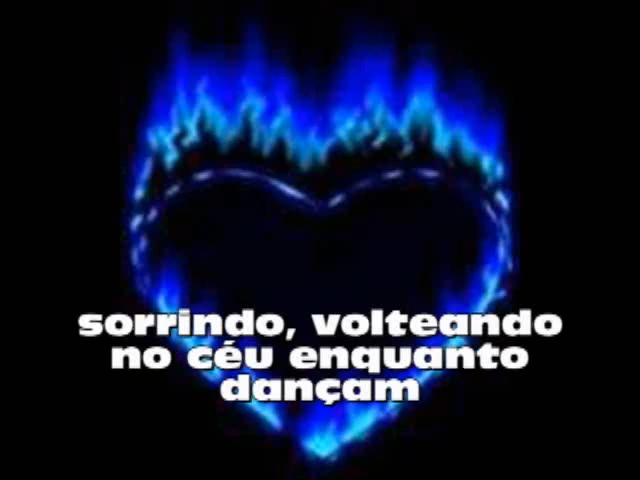 sorrindo, volteando
no céu enquanto
dançam